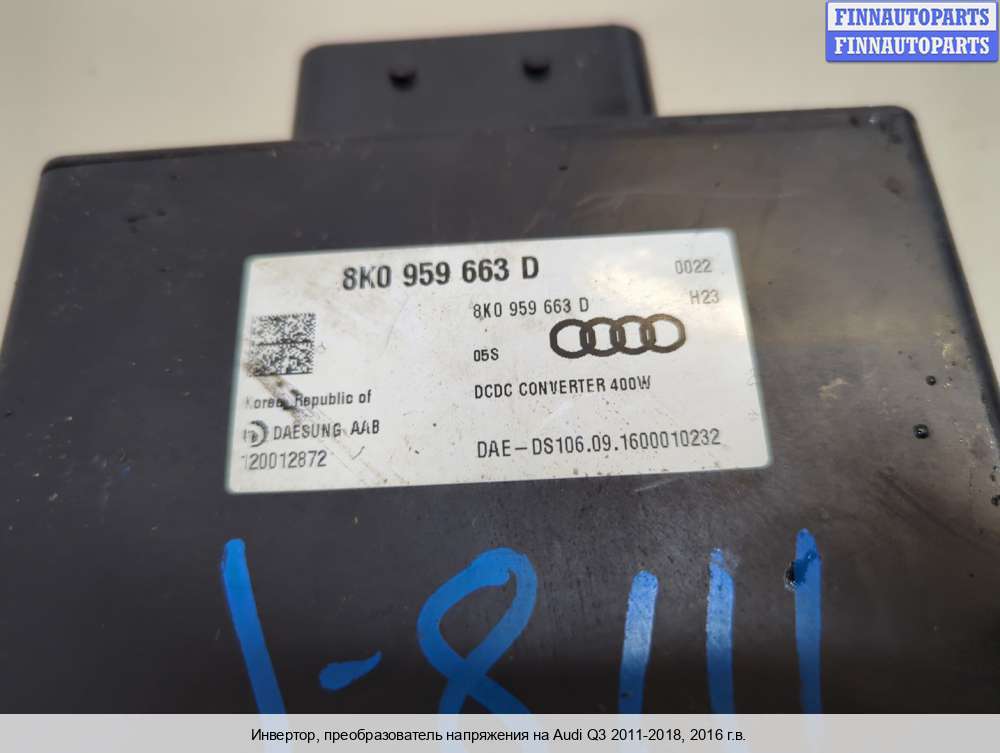 FINNAUTOPARTS
FINNAUTOPARTS
8K0 959 663 D
0022
8K0 959 663 D
H23
05S
Korea, Republic of
DCDC CONVERTER 400W
DAESUNG AAB
120012872
DAE-DS106.09.1600010232
1-8111
Инвертор, преобразователь напряжения на Audi Q3 2011-2018, 2016 г.в.